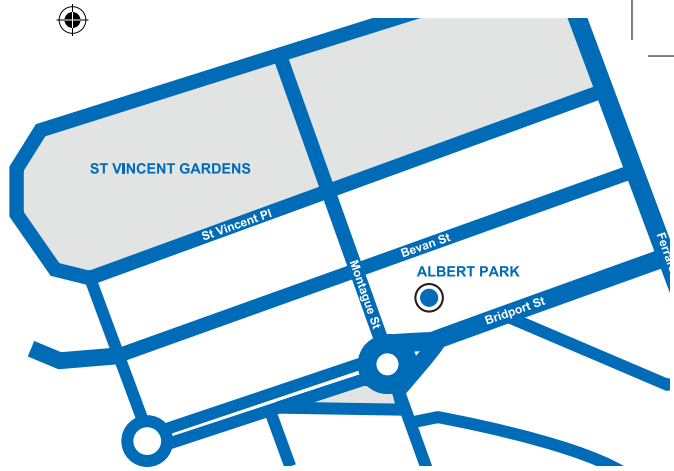 ST VINCENT GARDENS
St Vincent Pl
Bevan St
Montague St
ALBERT PARK
Bridport St